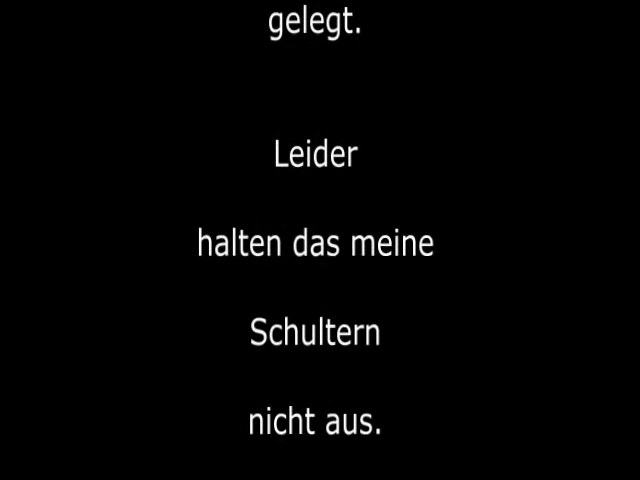 gelegt.
Leider
halten das meine
Schultern
nicht aus.